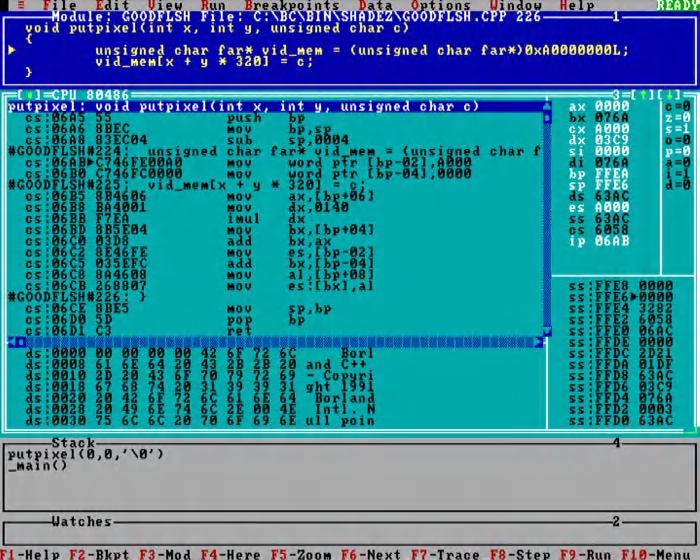 ≡ File Edit View Run Breakpoints Data Options Window Help READY
Module: GOODFLSH File: C:\BC\BIN\SHADEZ\GOODFLSH.CPP 226 1
void putpixel(int x, int y, unsigned char c)
{
unsigned char far* vid_mem = (unsigned char far*)0xA0000000L;
vid_mem[x + y * 320] = c;
}
CPU 80486 3
putpixel: void putpixel(int x, int y, unsigned char c)
cs:06A5 55 push bp
cs:06A6 8BEC mov bp,sp
cs:06A8 83EC04 sub sp,0004
#GOODFLSH#224: unsigned char far* vid_mem = (unsigned char f
cs:06AB►C746FE00A0 mov word ptr [bp-02],A000
cs:06B0 C746FC0000 mov word ptr [bp-04],0000
#GOODFLSH#225: vid_mem[x + y * 320] = c;
cs:06B5 8B4606 mov ax,[bp+06]
cs:06B8 BA4001 mov dx,0140
cs:06BB F7EA imul dx
cs:06BD 8B5E04 mov bx,[bp+04]
cs:06C0 03D8 add bx,ax
cs:06C2 8E46FE mov es,[bp-02]
cs:06C5 035EFC add bx,[bp-04]
cs:06C8 8A4608 mov al,[bp+08]
cs:06CB 268807 mov es:[bx],al
#GOODFLSH#226: }
cs:06CE 8BE5 mov sp,bp
cs:06D0 5D pop bp
cs:06D1 C3 ret
ax 0000 c=0
bx 076A z=0
cx A000 s=1
dx 03C9 o=0
si 0000 p=0
di 076A a=0
bp FFEA i=1
sp FFE6 d=0
ds 63AC
es A000
ss 63AC
cs 6058
ip 06AB
ds:0000 00 00 00 00 42 6F 72 6C Borl
ds:0008 61 6E 64 20 43 2B 2B 20 and C++
ds:0010 2D 20 43 6F 70 79 72 69 - Copyri
ds:0018 67 68 74 20 31 39 39 31 ght 1991
ds:0020 20 42 6F 72 6C 61 6E 64 Borland
ds:0028 20 49 6E 74 6C 2E 00 4E Intl. N
ds:0030 75 6C 6C 20 70 6F 69 6E ull poin
ss:FFE8 0000
ss:FFE6►0000
ss:FFE4 3282
ss:FFE2 6058
ss:FFE0 06AC
ss:FFDE 0000
ss:FFDC 2D21
ss:FFDA 01DF
ss:FFD8 63AC
ss:FFD6 03C9
ss:FFD4 076A
ss:FFD2 0003
ss:FFD0 63AC
Stack 4
putpixel(0,0,'\0')
_main()
Watches 2
F1-Help F2-Bkpt F3-Mod F4-Here F5-Zoom F6-Next F7-Trace F8-Step F9-Run F10-Menu